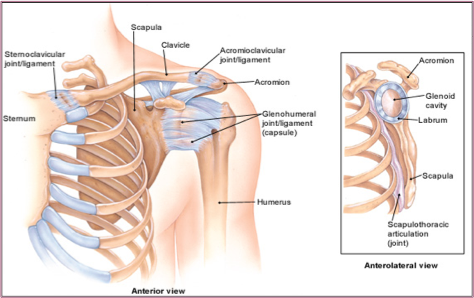 Scapula
Clavicle
Sternoclavicular
joint/ligament
Acromioclavicular
joint/ligament
Acromion
Sternum
Glenohumeral
joint/ligament
(capsule)
Humerus
Anterior view
Acromion
Glenoid
cavity
Labrum
Scapula
Scapulothoracic
articulation
(joint)
Anterolateral view